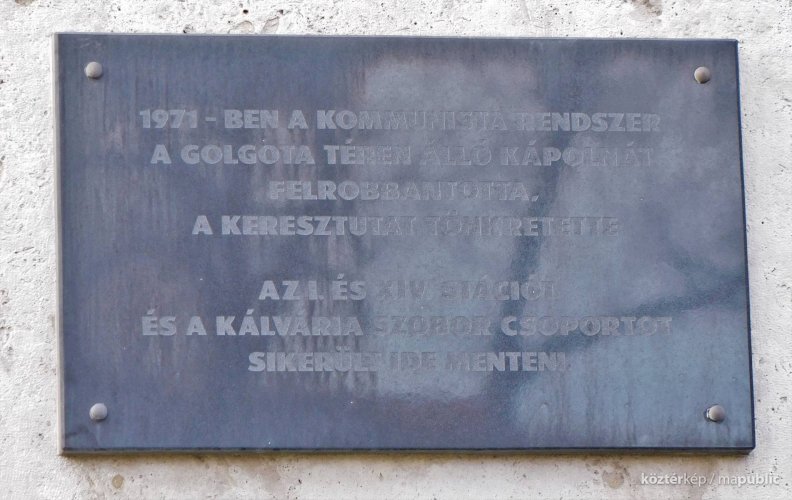 1971 - BEN A KOMMUNISTA RENDSZER
A GOLGOTA TÉREN ÁLLÓ KÁPOLNÁT
FELROBBANTOTTA,
A KERESZTUTAT TÖNKRETETTE
AZ I. ÉS XIV. STÁCIÓT
ÉS A KÁLVÁRIA SZOBOR CSOPORTOT
SIKERÜLT IDE MENTENI.
köztérkép / mapublic